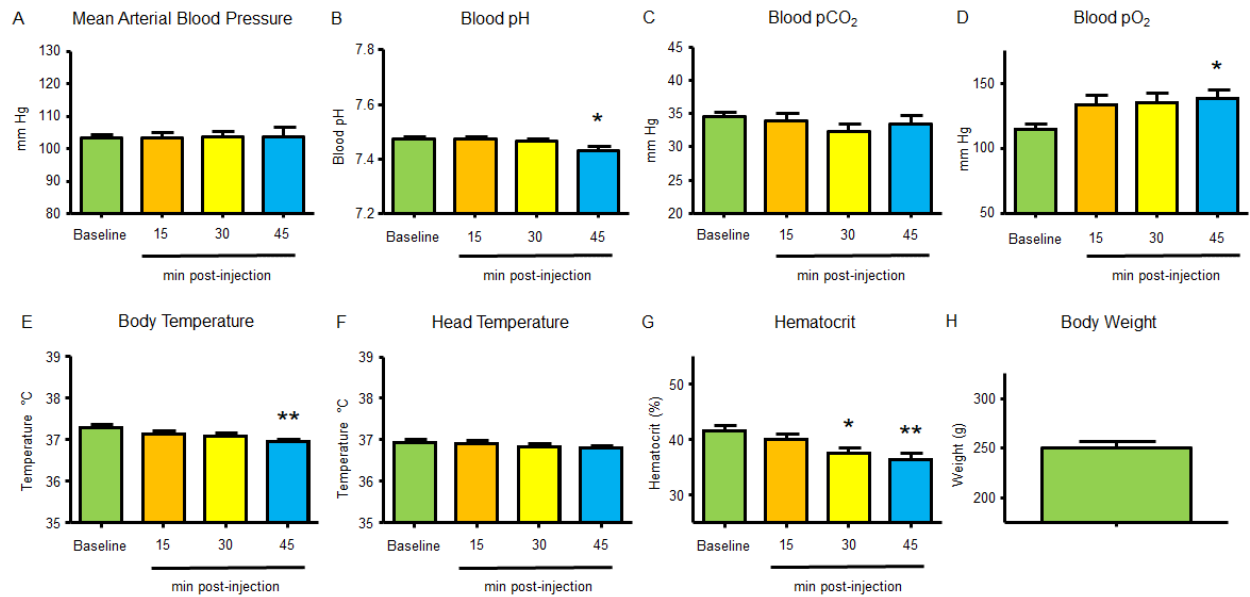 A Mean Arterial Blood Pressure
mm Hg
130
120
110
100
90
80
Baseline 15 30 45
min post-injection
B Blood pH
Blood pH
7.8
7.6
7.4
7.2
*
Baseline 15 30 45
min post-injection
C Blood pCO2
mm Hg
45
40
35
30
25
20
Baseline 15 30 45
min post-injection
D Blood pO2
mm Hg
150
100
50
*
Baseline 15 30 45
min post-injection
E Body Temperature
Temperature °C
39
38
37
36
35
**
Baseline 15 30 45
min post-injection
F Head Temperature
Temperature °C
39
38
37
36
35
Baseline 15 30 45
min post-injection
G Hematocrit
Hematocrit (%)
50
40
30
*
**
Baseline 15 30 45
min post-injection
H Body Weight
Weight (g)
300
250
200